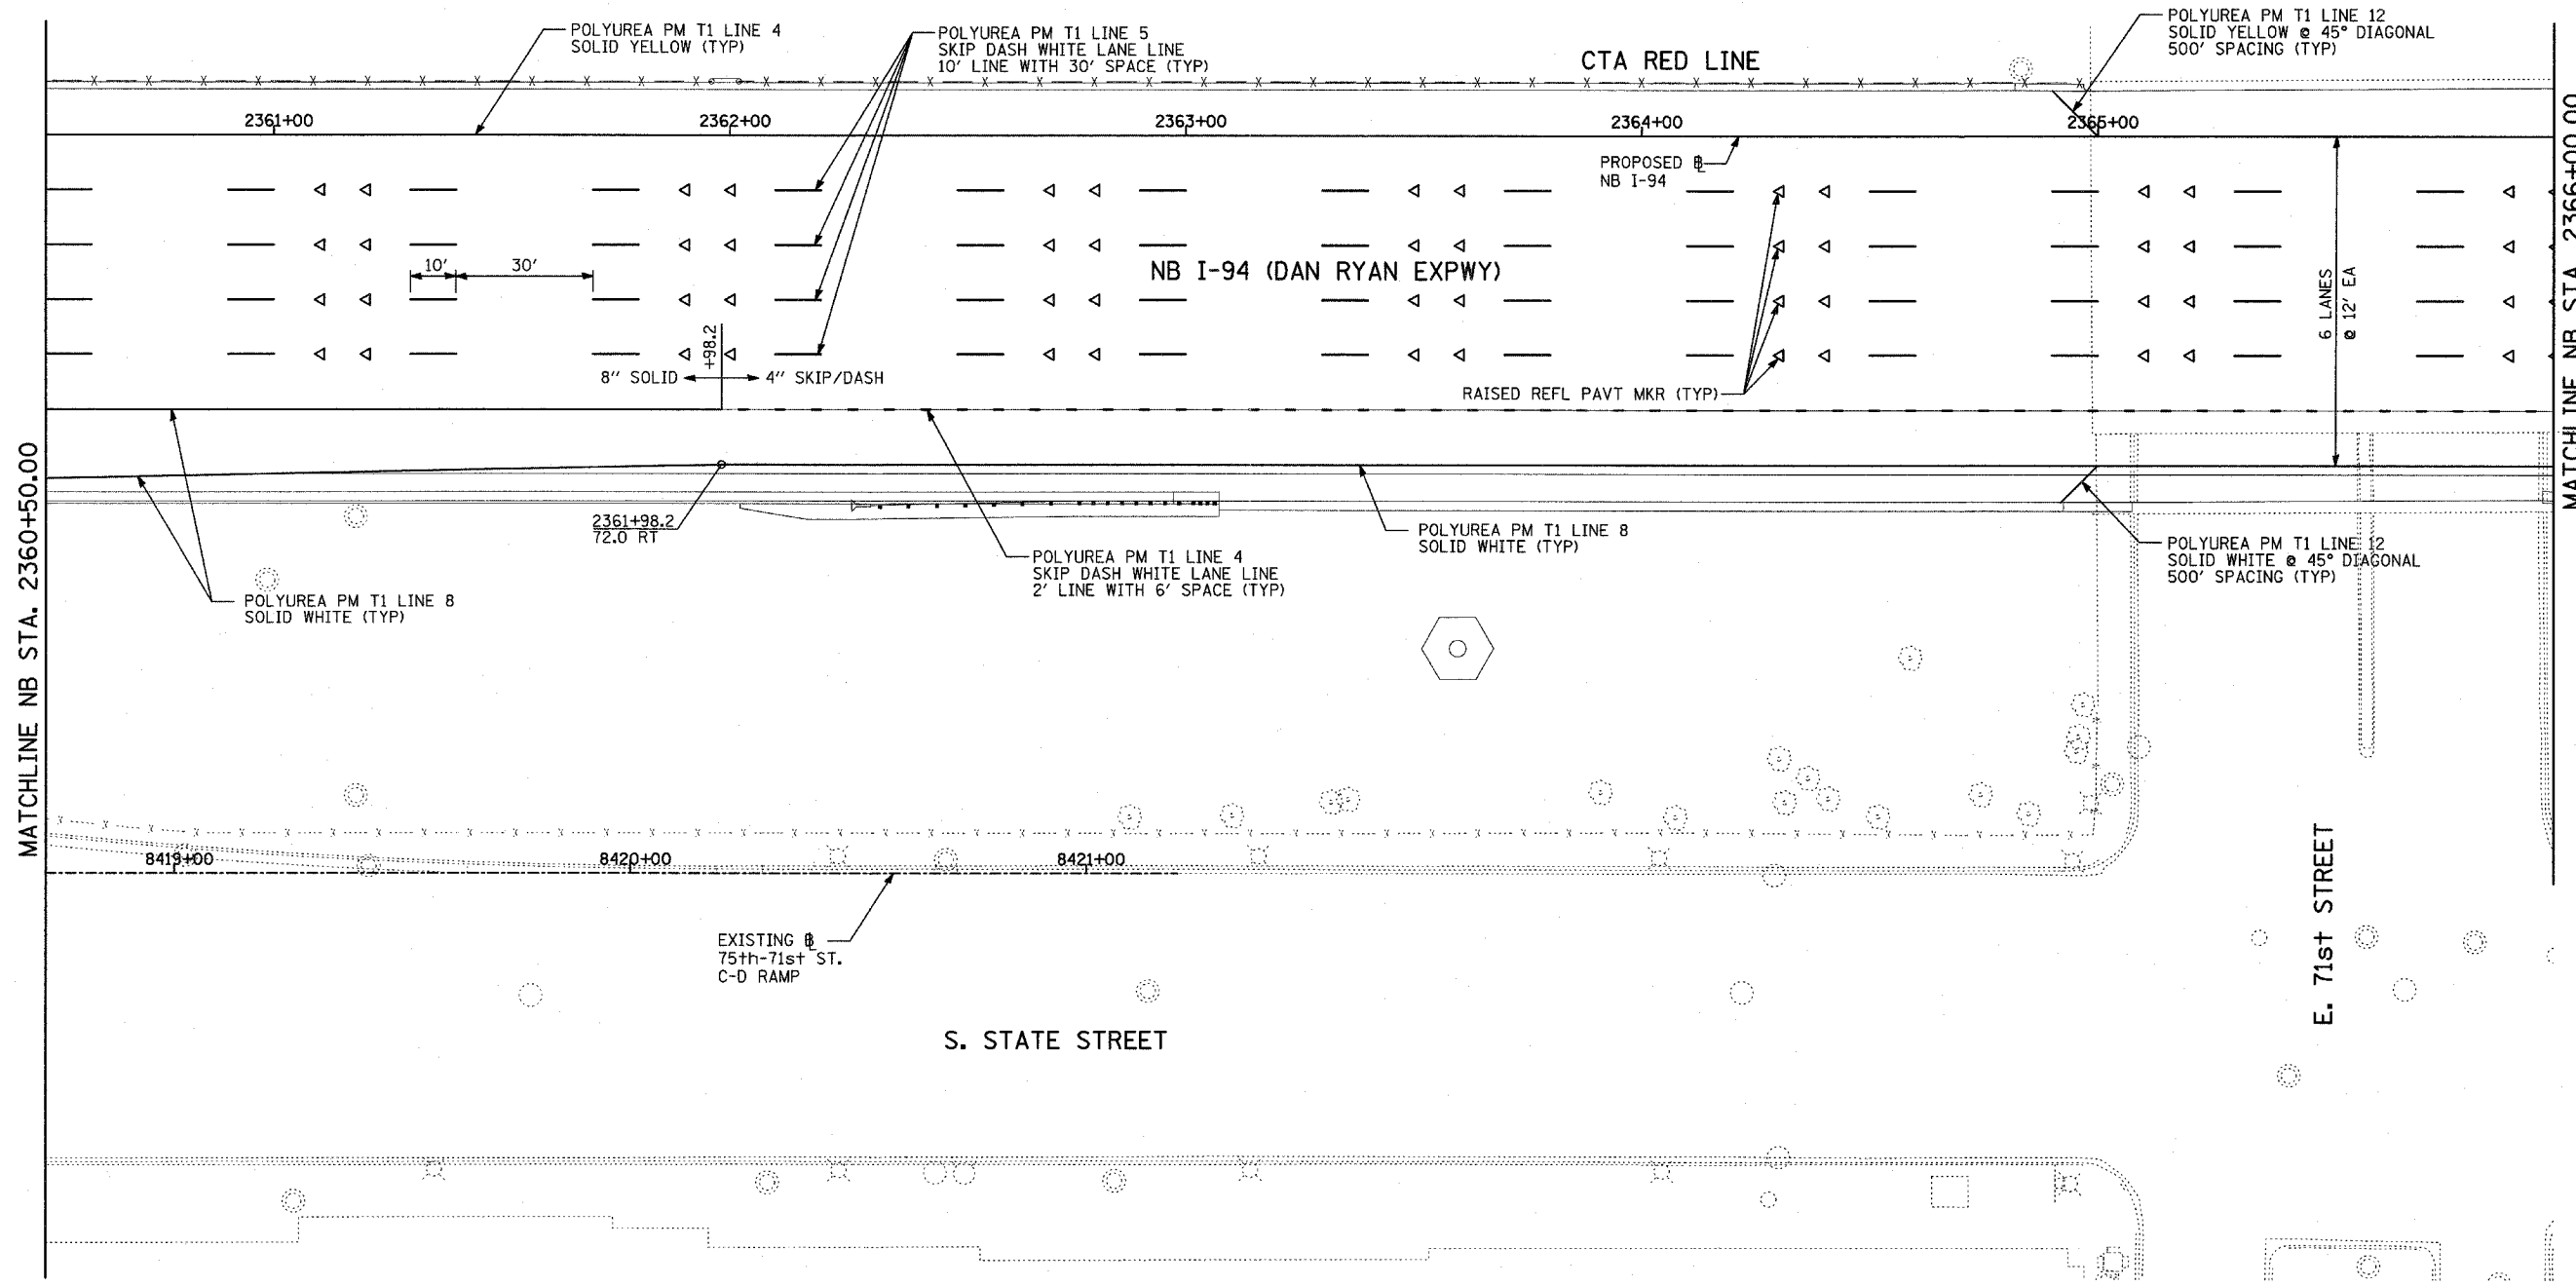 POLYUREA PM T1 LINE 4
SOLID YELLOW (TYP)
POLYUREA PM T1 LINE 5
SKIP DASH WHITE LANE LINE
10' LINE WITH 30' SPACE (TYP)
CTA RED LINE
POLYUREA PM T1 LINE 12
SOLID YELLOW @ 45° DIAGONAL
500' SPACING (TYP)
2361+00
2362+00
2363+00
2364+00
2365+00
PROPOSED ℄
NB I-94
10'
30'
NB I-94 (DAN RYAN EXPWY)
6 LANES
@ 12' EA
+98.2
8" SOLID
4" SKIP/DASH
RAISED REFL PAVT MKR (TYP)
MATCHLINE NB STA. 2360+50.00
MATCHLINE NB STA. 2366+00.00
2361+98.2
72.0 RT
POLYUREA PM T1 LINE 8
SOLID WHITE (TYP)
POLYUREA PM T1 LINE 4
SKIP DASH WHITE LANE LINE
2' LINE WITH 6' SPACE (TYP)
POLYUREA PM T1 LINE 8
SOLID WHITE (TYP)
POLYUREA PM T1 LINE 12
SOLID WHITE @ 45° DIAGONAL
500' SPACING (TYP)
8419+00
8420+00
8421+00
EXISTING ℄
75th-71st ST.
C-D RAMP
S. STATE STREET
E. 71st STREET